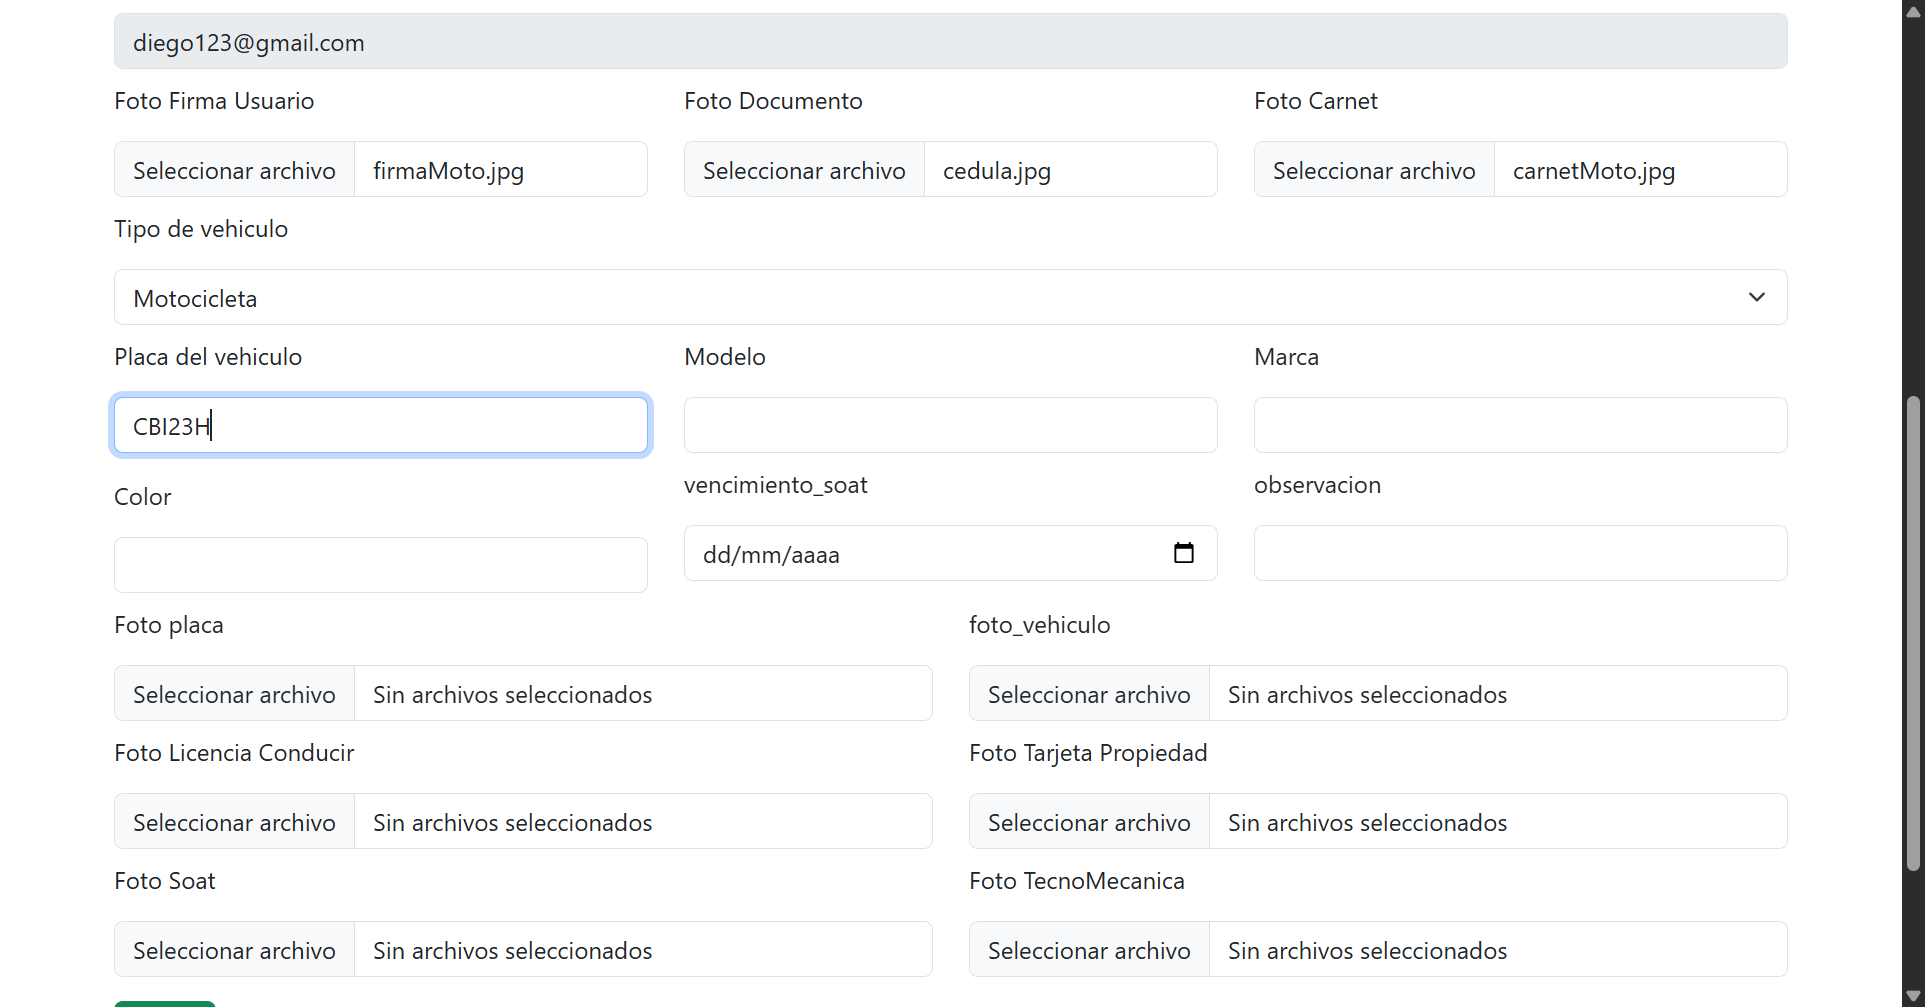 diego123@gmail.com
Foto Firma Usuario
Foto Documento
Foto Carnet
Seleccionar archivo firmaMoto.jpg
Seleccionar archivo cedula.jpg
Seleccionar archivo carnetMoto.jpg
Tipo de vehiculo
Motocicleta
Placa del vehiculo
Modelo
Marca
CBI23H
Color
vencimiento_soat
observacion
dd/mm/aaaa
Foto placa
foto_vehiculo
Seleccionar archivo Sin archivos seleccionados
Seleccionar archivo Sin archivos seleccionados
Foto Licencia Conducir
Foto Tarjeta Propiedad
Seleccionar archivo Sin archivos seleccionados
Seleccionar archivo Sin archivos seleccionados
Foto Soat
Foto TecnoMecanica
Seleccionar archivo Sin archivos seleccionados
Seleccionar archivo Sin archivos seleccionados